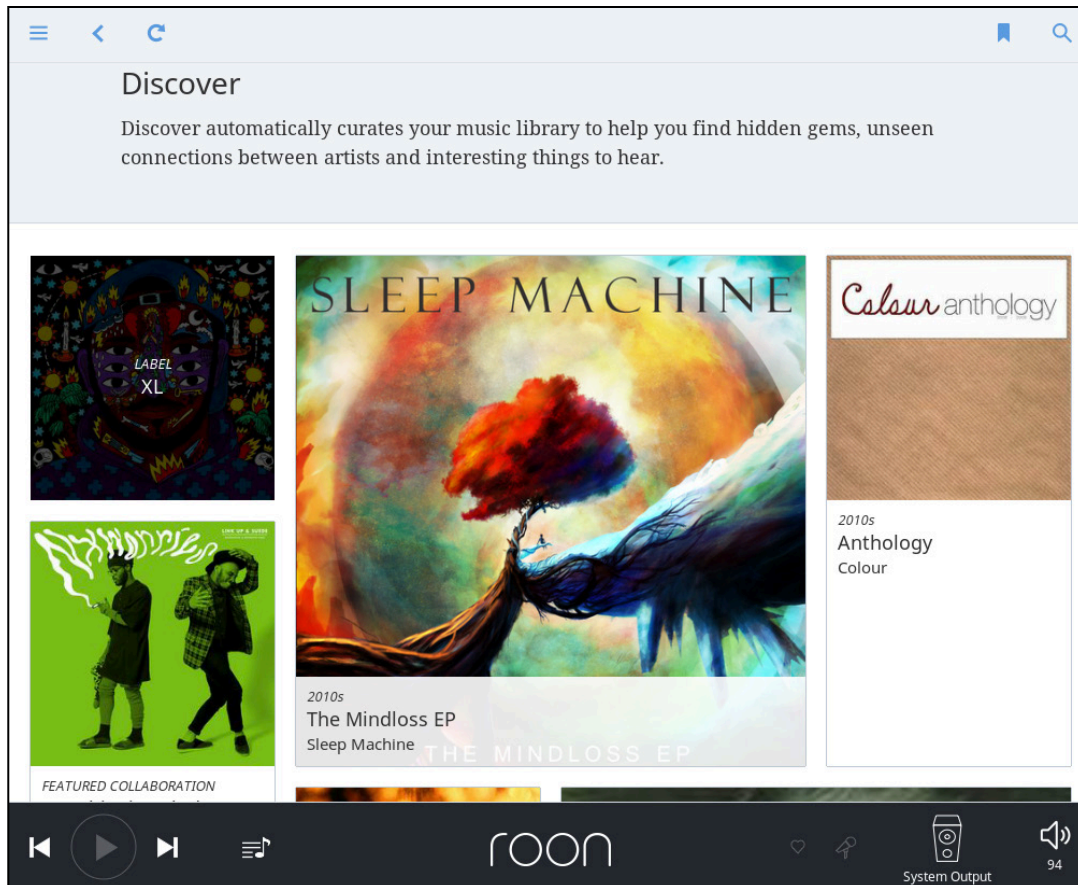 Discover
Discover automatically curates your music library to help you find hidden gems, unseen
connections between artists and interesting things to hear.
LABEL
XL
SLEEP MACHINE
2010s
The Mindloss EP
Sleep Machine
THE MINDLOSS EP
Colour anthology
2010s
Anthology
Colour
FEATURED COLLABORATION
roon
System Output
94